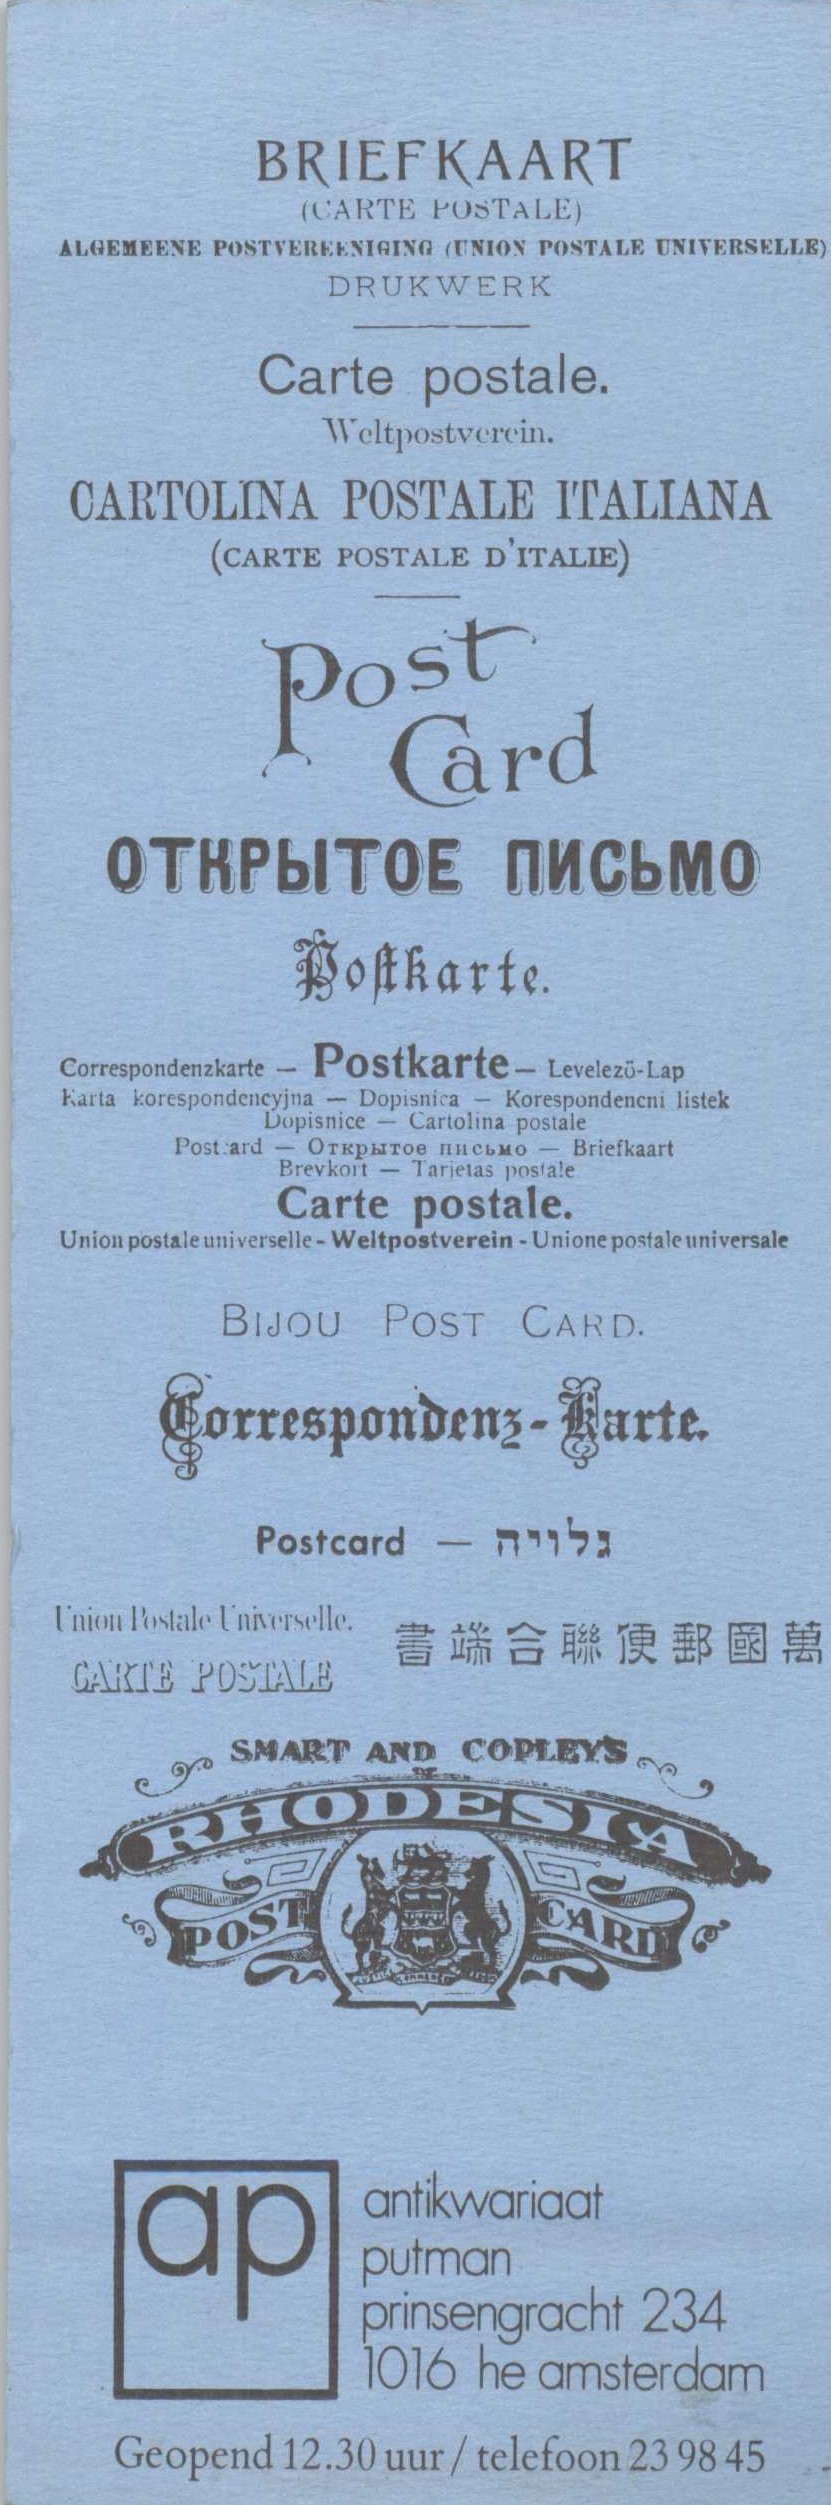 BRIEFKAART
(CARTE POSTALE)
ALGEMEENE POSTVEREENIGING (UNION POSTALE UNIVERSELLE)
DRUKWERK
Carte postale.
Weltpostverein.
CARTOLINA POSTALE ITALIANA
(CARTE POSTALE D'ITALIE)
Post
Card
ОТКРЫТОЕ ПИСЬМО
Postkarte.
Correspondenzkarte – Postkarte – Levelező-Lap
Karta korespondencyjna — Dopisnica — Korespondencni listek
Dopisnice — Cartolina postale
Postcard — Открытое письмо — Briefkaart
Brevkort — Tarjetas postale
Carte postale.
Union postale universelle - Weltpostverein - Unione postale universale
BIJOU POST CARD.
Correspondenz-Karte.
Postcard — גלויה
Union Postale Universelle.
CARTE POSTALE
書端合聯便郵國萬
SMART AND COPLEY'S
RHODESIA
POST CARD
ap
antikwariaat
putman
prinsengracht 234
1016 he amsterdam
Geopend 12.30 uur / telefoon 23 98 45